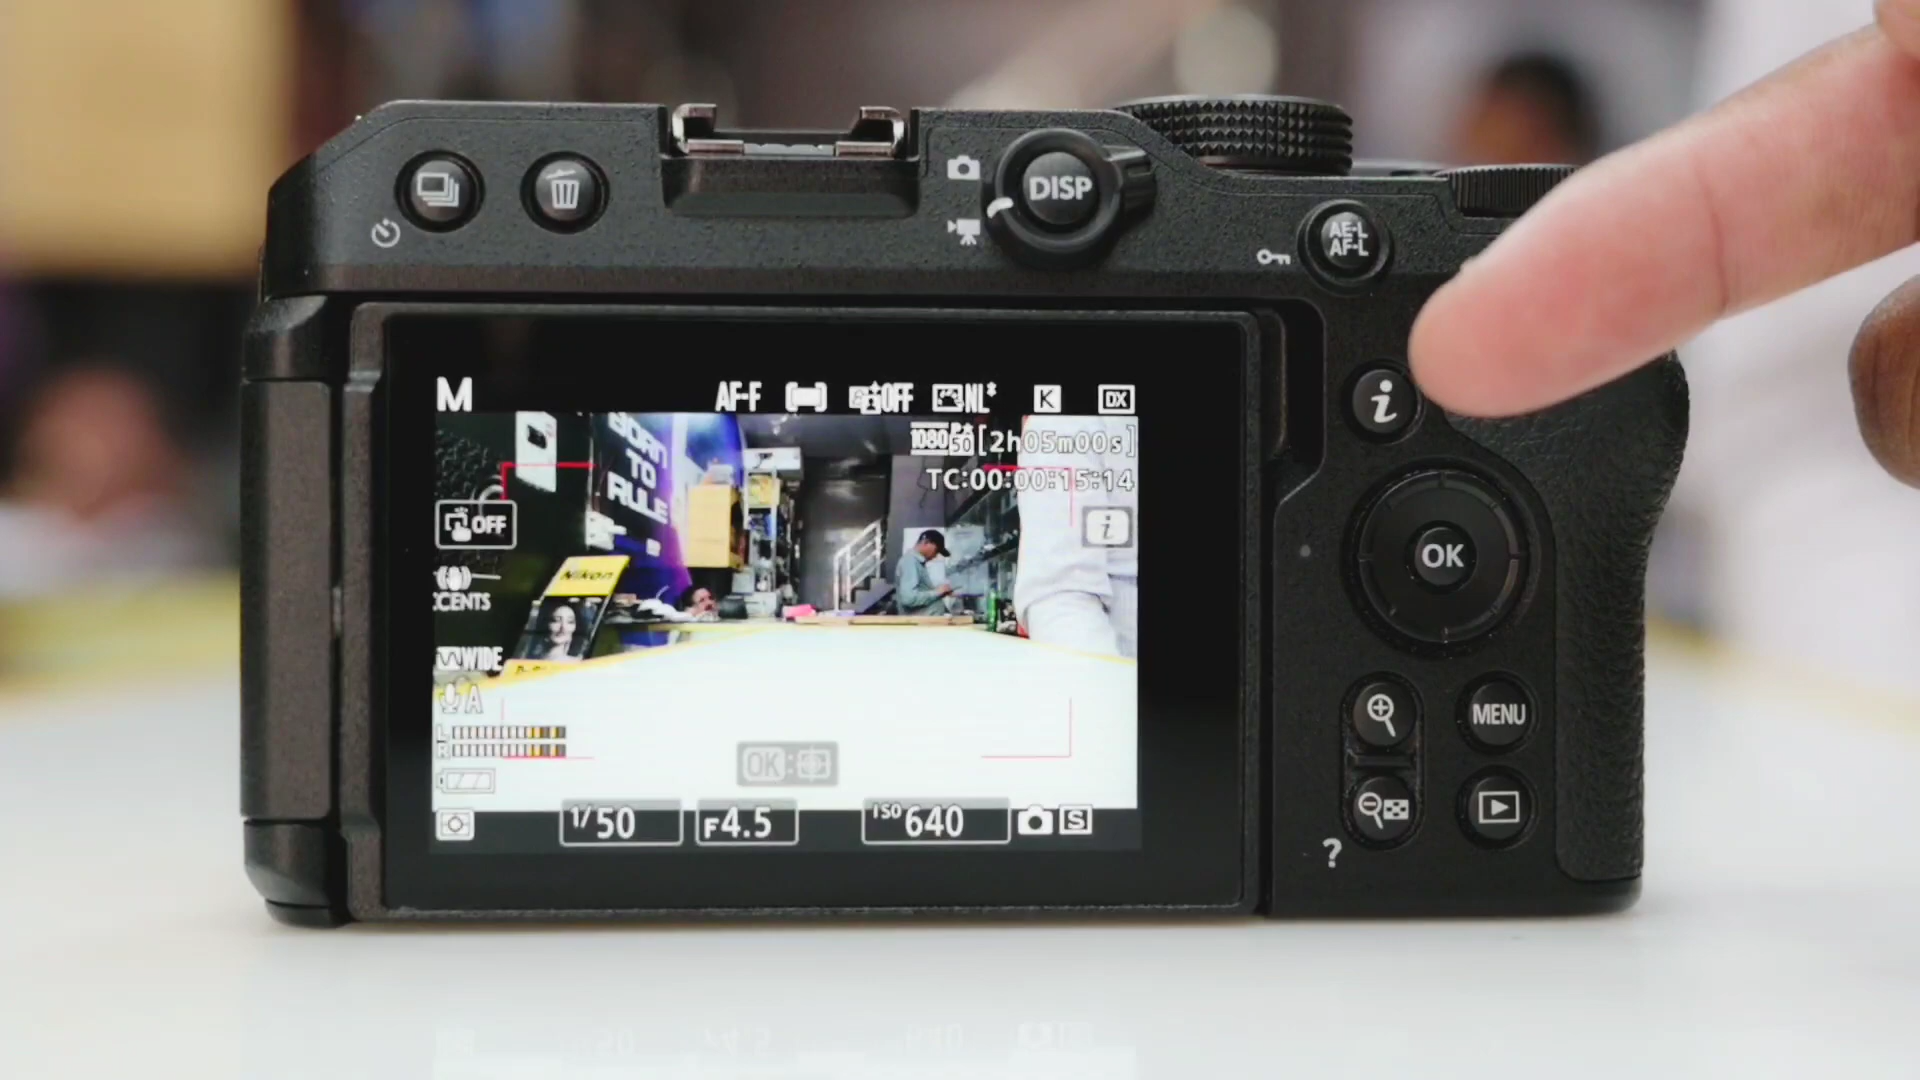 DISP
AE-L
AF-L
M AF-F OFF NL* K DX
1080 50 [2h05m00s]
TC:00:00:15:14
BORN
TO
RULE
OFF
i
i
Nikon
CENTS
WIDE
A
L
R
OK:
1/50 F4.5 ISO 640 S
OK
MENU
?